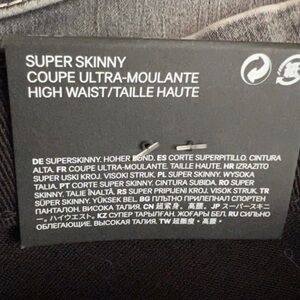 SUPER SKINNY
COUPE ULTRA-MOULANTE
HIGH WAIST/TAILLE HAUTE
DE SUPERSKINNY. HOHER BUND. ES CORTE SUPERPITILLO. CINTURA
ALTA. FR COUPE ULTRA-MOULANTE. TAILLE HAUTE. HR IZRAZITO
SUPER USKI KROJ. VISOKI STRUK. PL SUPER SKINNY. WYSOKA
TALIA. PT CORTE SUPER SKINNY. CINTURA SUBIDA. RO SUPER
SKINNY. TALIE ÎNALTĂ. RS SUPER PRIPIJENI KROJ. VISOK STRUK. TR
SÜPER SKINNY. YÜKSEK BEL. BG ПЛЪТНО ПРИЛЕПНАЛ СПОРТЕН
ПАНТАЛОН. ВИСОКА ТАЛИЯ. CN 超紧身。高腰。 JP スーパースキニ
ー。ハイウエスト。 KZ СУПЕР ТАРЫЛҒАН. ЖОҒАРЫ БЕЛ. RU СИЛЬНО
ОБЛЕГАЮЩИЕ. ВЫСОКАЯ ТАЛИЯ. TW 超顯瘦。高腰。